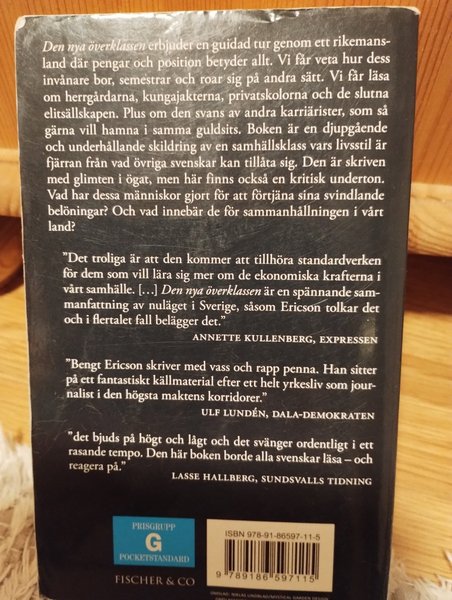 Den nya överklassen erbjuder en guidad tur genom ett rikemans-
land där pengar och position betyder allt. Vi får veta hur dess
invånare bor, semestrar och roar sig på andra sätt. Vi får läsa
om herrgårdarna, kungajakterna, privatskolorna och de slutna
elitsällskapen. Plus om den svans av andra karriärister, som så
gärna vill hamna i samma guldsits. Boken är en djupgående
och underhållande skildring av en samhällsklass vars livsstil är
fjärran från vad övriga svenskar kan tillåta sig. Den är skriven
med glimten i ögat, men här finns också en kritisk underton.
Vad har dessa människor gjort för att förtjäna sina svindlande
belöningar? Och vad innebär de för sammanhållningen i vårt
land?
"Det troliga är att den kommer att tillhöra standardverken
för dem som vill lära sig mer om de ekonomiska krafterna i
vårt samhälle. [...] Den nya överklassen är en spännande sam-
manfattning av nuläget i Sverige, såsom Ericson tolkar det
och i flertalet fall belägger det."
ANNETTE KULLENBERG, EXPRESSEN
"Bengt Ericson skriver med vass och rapp penna. Han sitter
på ett fantastiskt källmaterial efter ett helt yrkesliv som jour-
nalist i den högsta maktens korridorer."
ULF LUNDÉN, DALA-DEMOKRATEN
"det bjuds på högt och lågt och det svänger ordentligt i ett
rasande tempo. Den här boken borde alla svenskar läsa – och
reagera på."
LASSE HALLBERG, SUNDSVALLS TIDNING
PRISGRUPP
G
POCKETSTANDARD
FISCHER & CO
ISBN 978-91-86597-11-5
9 789186 597115
OMSLAG: NIKLAS LINDBLAD/MYSTICAL GARDEN DESIGN